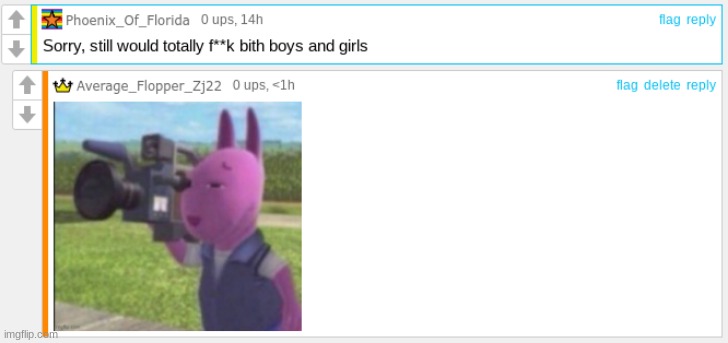 Phoenix_Of_Florida 0 ups, 14h flag reply
Sorry, still would totally f**k bith boys and girls
Average_Flopper_Zj22 0 ups, <1h flag delete reply
imgflip.com